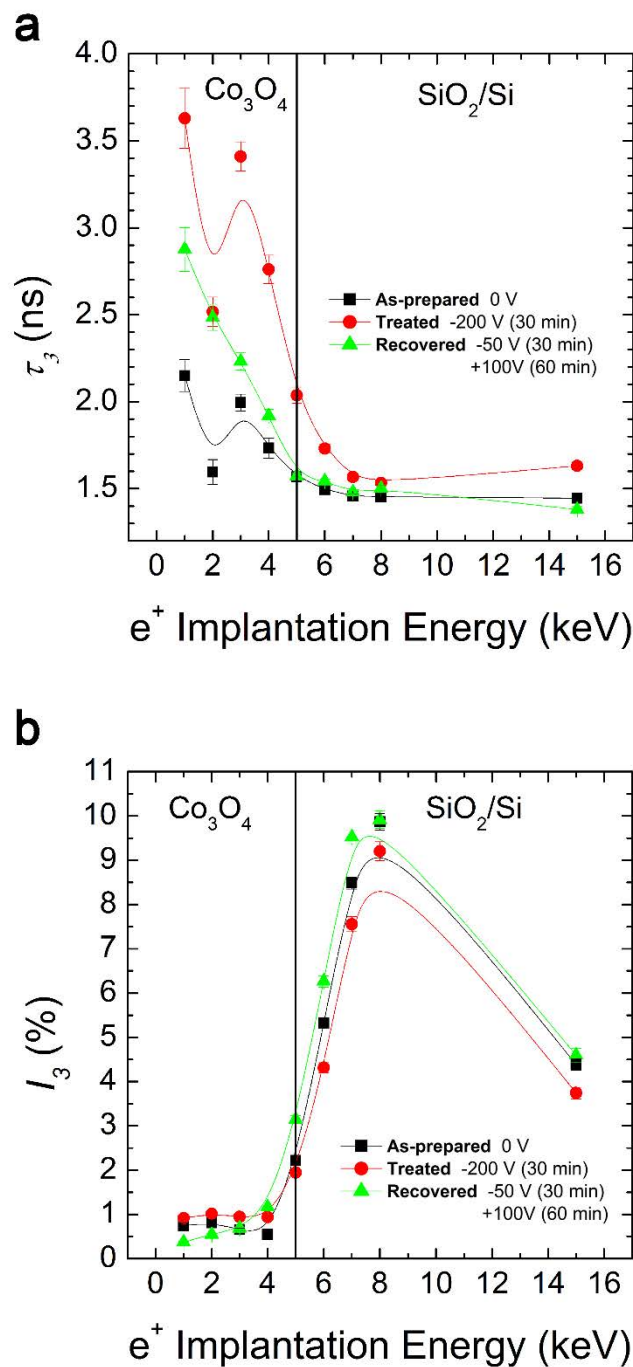 a
Co₃O₄ SiO₂/Si
4.0
3.5
3.0
2.5
2.0
1.5
τ₃ (ns)
As-prepared 0 V
Treated -200 V (30 min)
Recovered -50 V (30 min)
+100V (60 min)
0 2 4 6 8 10 12 14 16
e⁺ Implantation Energy (keV)
b
Co₃O₄ SiO₂/Si
11
10
9
8
7
6
5
4
3
2
1
0
I₃ (%)
As-prepared 0 V
Treated -200 V (30 min)
Recovered -50 V (30 min)
+100V (60 min)
0 2 4 6 8 10 12 14 16
e⁺ Implantation Energy (keV)